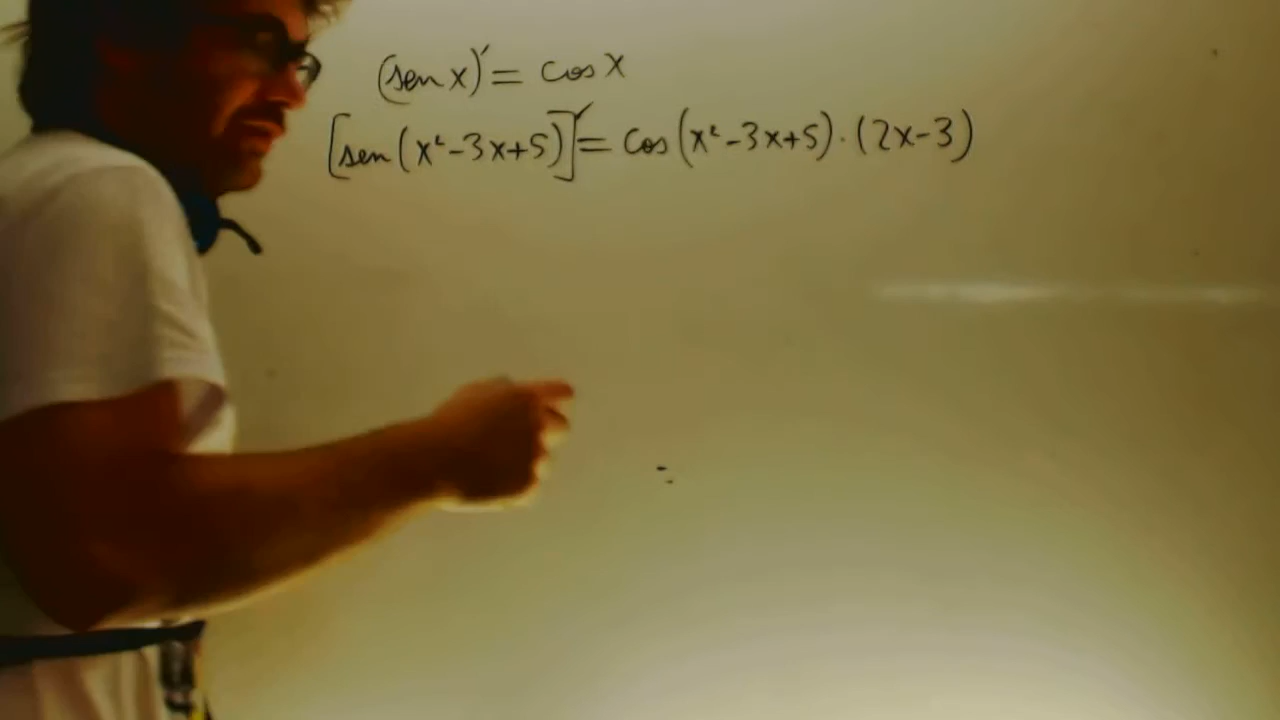 (sen x)' = cos x
[sen(x²-3x+5)]' = cos(x²-3x+5)·(2x-3)